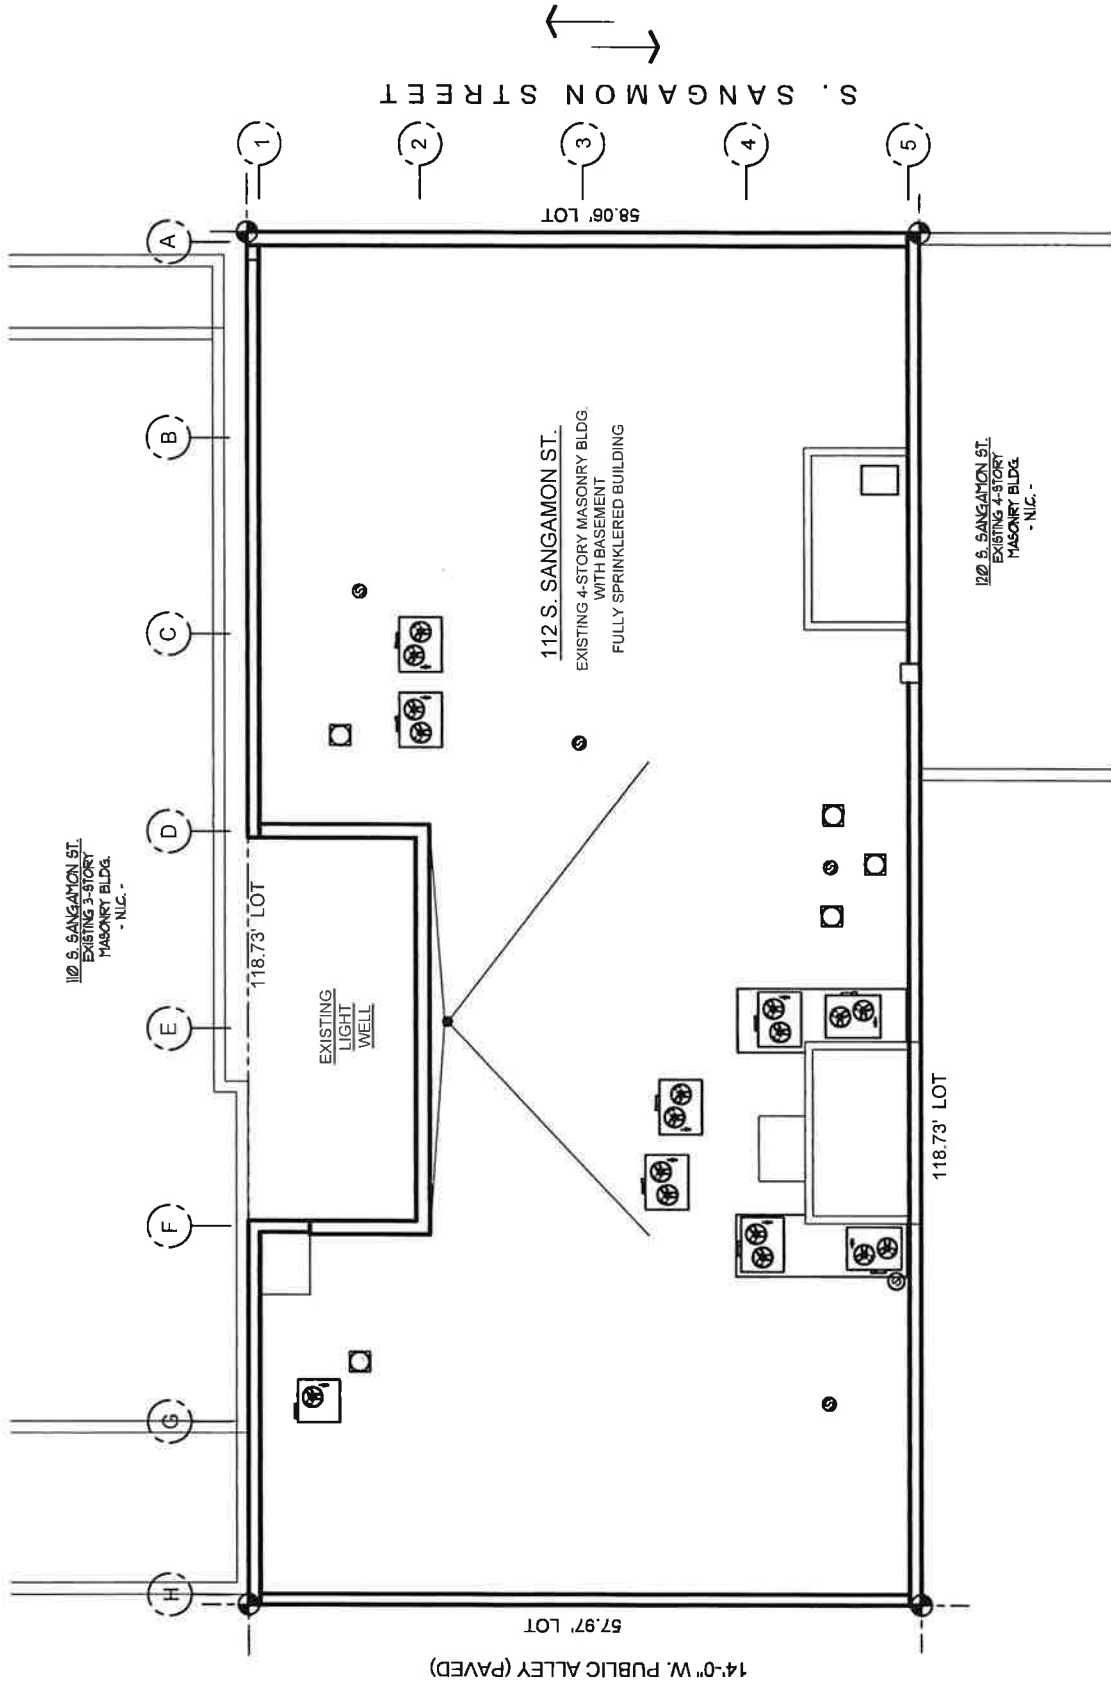 S. SANGAMON STREET
1
2
3
4
5
58.06' LOT
A
B
C
D
E
F
G
H
110 S. SANGAMON ST.
EXISTING 3-STORY
MASONRY BLDG.
- N.I.C. -
118.73' LOT
EXISTING
LIGHT
WELL
112 S. SANGAMON ST.
EXISTING 4-STORY MASONRY BLDG.
WITH BASEMENT
FULLY SPRINKLERED BUILDING
S
S
S
S
S
120 S. SANGAMON ST.
EXISTING 4-STORY
MASONRY BLDG.
- N.I.C. -
118.73' LOT
57.97' LOT
14'-0" W. PUBLIC ALLEY (PAVED)